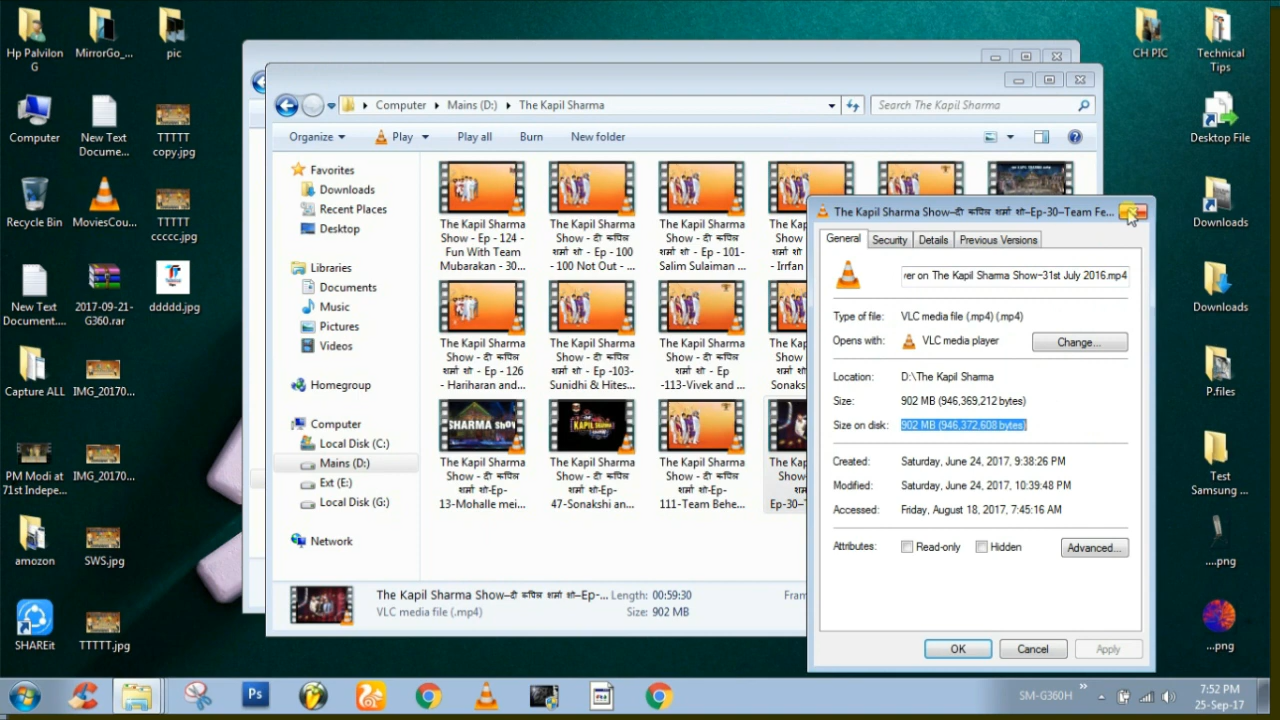 Hp Palvilon
G
MirrorGo_...
pic
Computer
New Text
Docume...
TTTTT
copy.jpg
Recycle Bin
MoviesCou...
TTTTT
ccccc.jpg
New Text
Document....
2017-09-21-
G360.rar
ddddd.jpg
Capture ALL
IMG_20170...
PM Modi at
71st Indepe...
IMG_20170...
amozon
SWS.jpg
SHAREit
TTTTT.jpg
CH PIC
Technical
Tips
Desktop File
Downloads
Downloads
P.files
Test
Samsung ...
....png
...png
Computer
Mains (D:)
The Kapil Sharma
Search The Kapil Sharma
Organize
Play
Play all
Burn
New folder
Favorites
Downloads
Recent Places
Desktop
Libraries
Documents
Music
Pictures
Videos
Homegroup
Computer
Local Disk (C:)
Mains (D:)
Ext (E:)
Local Disk (G:)
Network
The Kapil Sharma
Show - Ep - 124 -
Fun With Team
Mubarakan - 30...
The Kapil Sharma
Show - दी कपिल
शर्मा शो - Ep - 100
- 100 Not Out - ...
The Kapil Sharma
Show - दी कपिल
शर्मा शो - Ep - 101-
Salim Sulaiman ...
The Kapil Sharma
Show - दी कपिल
शर्मा शो - Ep - 126
- Hariharan and...
The Kapil Sharma
Show - दी कपिल
शर्मा शो - Ep -103-
Sunidhi & Hites...
The Kapil Sharma
Show - दी कपिल
शर्मा शो - Ep
-113-Vivek and ...
SHARMA ShoW
The Kapil Sharma
Show - दी कपिल
शर्मा शो-Ep-
13-Mohalle mei...
KAPIL SHARMA
The Kapil Sharma
Show - दी कपिल
शर्मा शो-Ep-
47-Sonakshi an...
The Kapil Sharma
Show - दी कपिल
शर्मा शो-Ep-
111-Team Behe...
The Kapil Sharma Show–दी कपिल शर्मा शो–Ep-...
Length: 00:59:30
VLC media file (.mp4)
Size: 902 MB
The Kapil Sharma Show–दी कपिल शर्मा शो–Ep-30–Team Fe...
General
Security
Details
Previous Versions
er on The Kapil Sharma Show–31st July 2016.mp4
Type of file: VLC media file (.mp4) (.mp4)
Opens with: VLC media player
Change...
Location: D:\The Kapil Sharma
Size: 902 MB (946,369,212 bytes)
Size on disk: 902 MB (946,372,608 bytes)
Created: Saturday, June 24, 2017, 9:38:26 PM
Modified: Saturday, June 24, 2017, 10:39:48 PM
Accessed: Friday, August 18, 2017, 7:45:16 AM
Attributes: Read-only Hidden
Advanced...
OK
Cancel
Apply
Ps
SM-G360H
7:52 PM
25-Sep-17